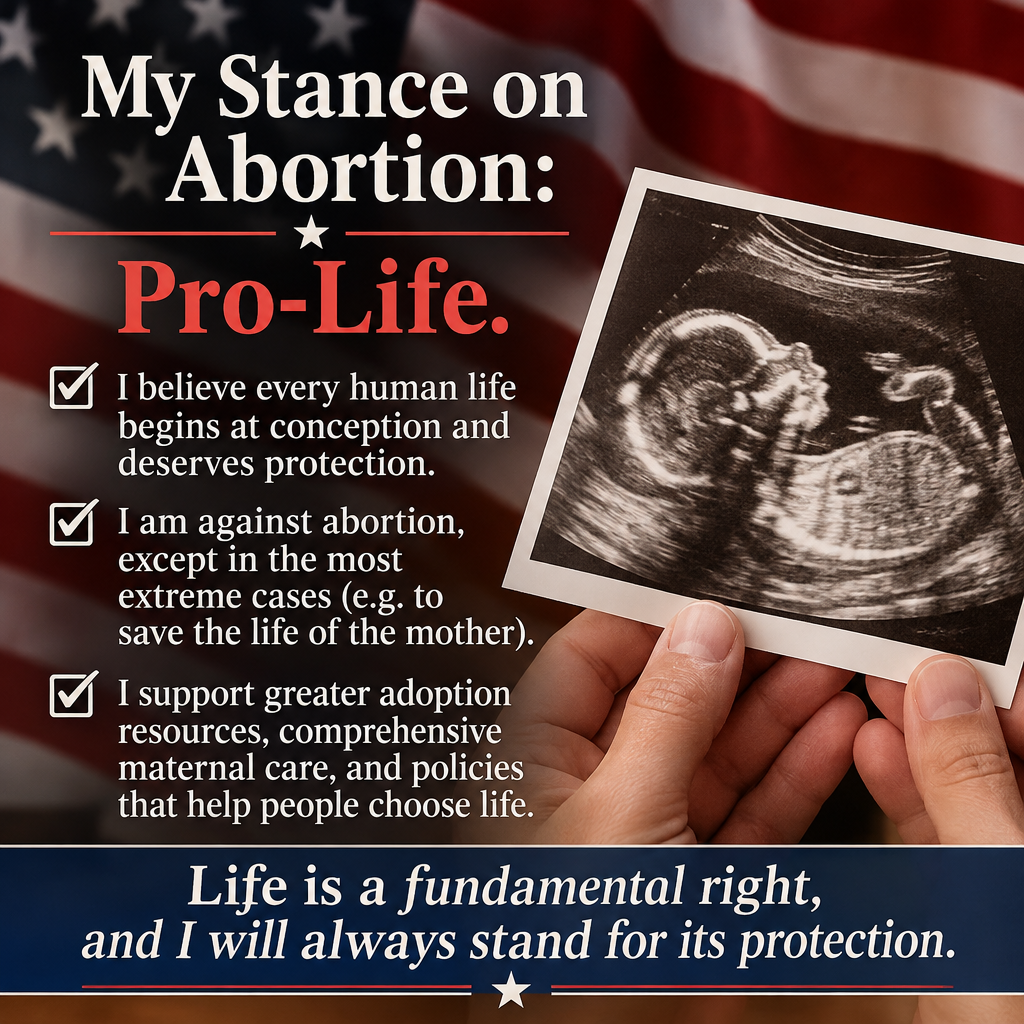 My Stance on
Abortion:
Pro-Life.
I believe every human life
begins at conception and
deserves protection.
I am against abortion,
except in the most
extreme cases (e.g. to
save the life of the mother).
I support greater adoption
resources, comprehensive
maternal care, and policies
that help people choose life.
Life is a fundamental right,
and I will always stand for its protection.